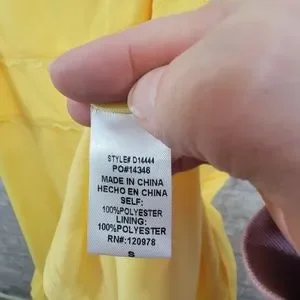 STYLE# D14444
PO#14346
MADE IN CHINA
HECHO EN CHINA
SELF:
100%POLYESTER
LINING:
100%POLYESTER
RN#:120978
S